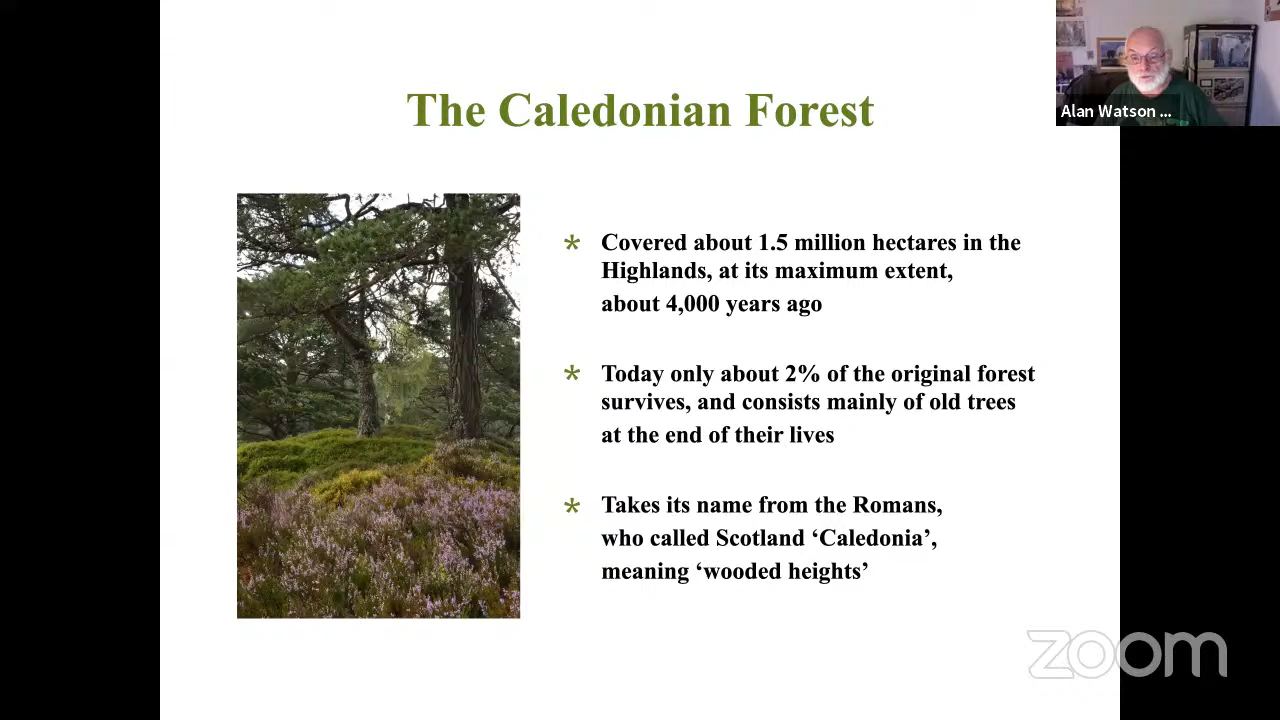 The Caledonian Forest
Alan Watson ...
* Covered about 1.5 million hectares in the
Highlands, at its maximum extent,
about 4,000 years ago
* Today only about 2% of the original forest
survives, and consists mainly of old trees
at the end of their lives
* Takes its name from the Romans,
who called Scotland ‘Caledonia’,
meaning ‘wooded heights’
zoom